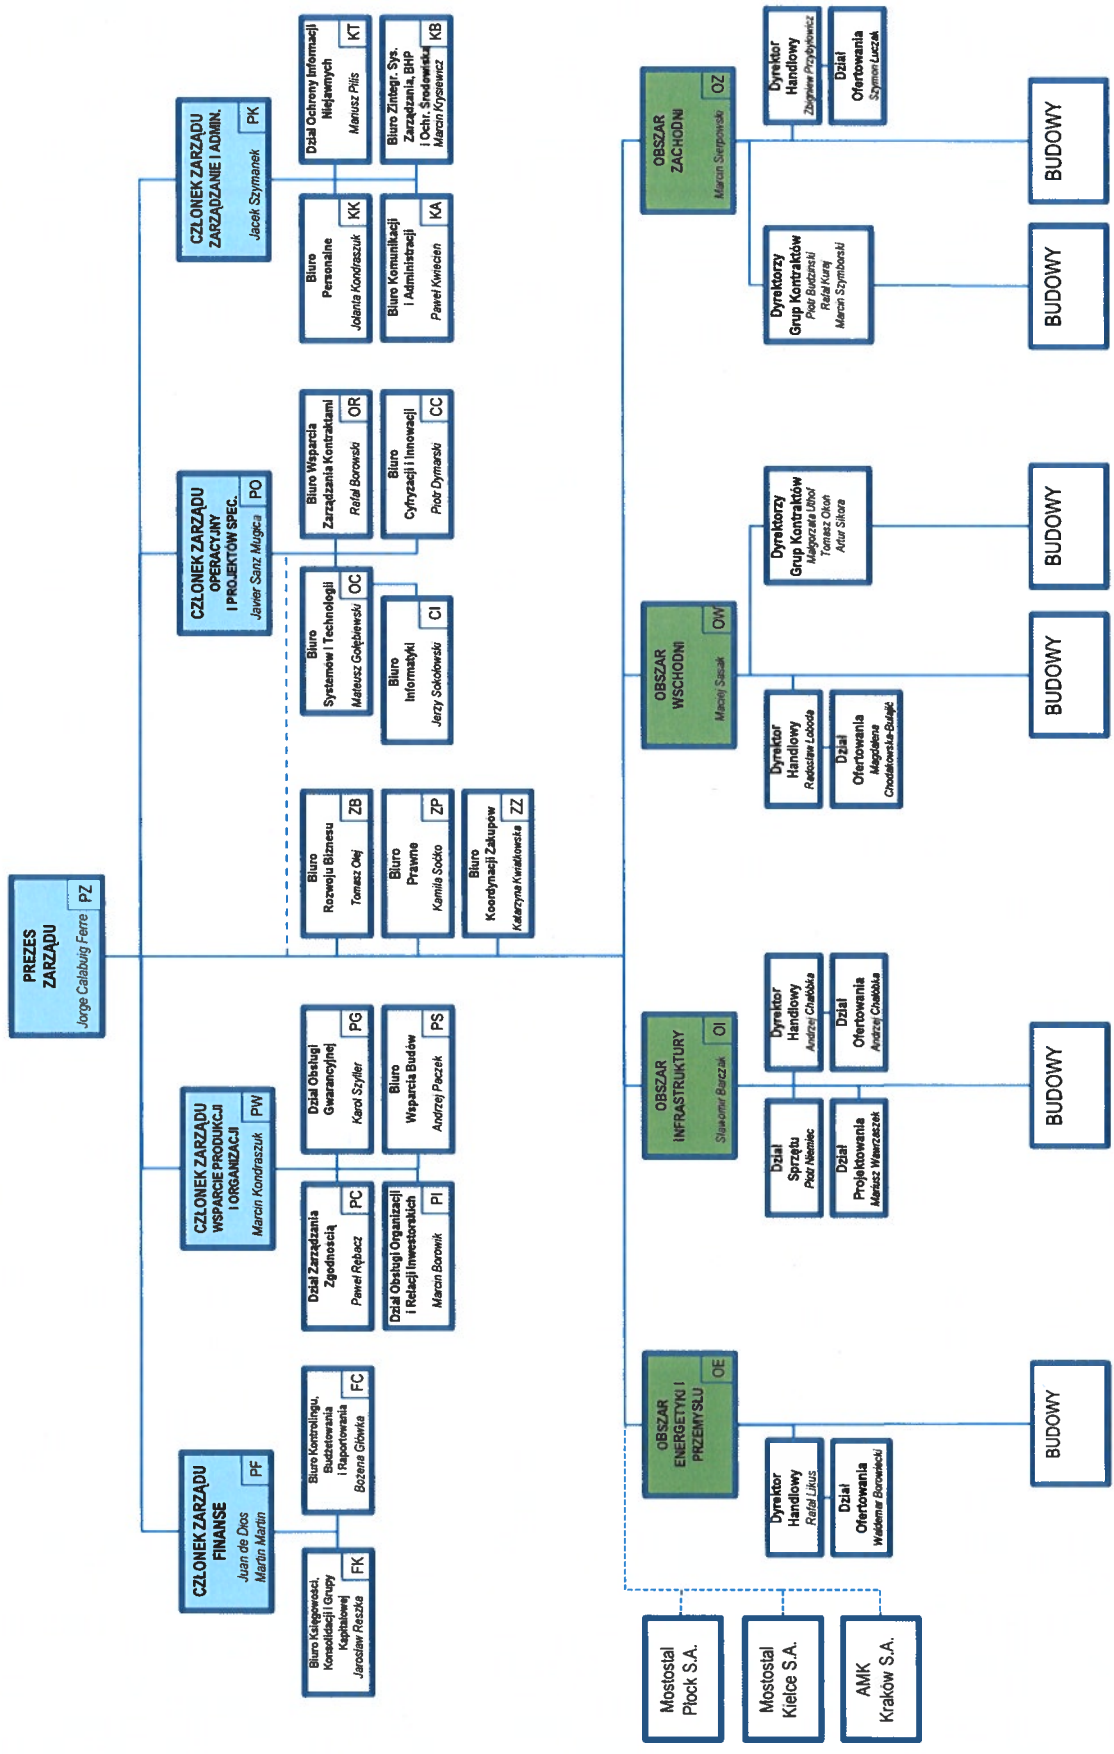 PREZES
ZARZĄDU
Jorge Calabuig Ferre
PZ
CZŁONEK ZARZĄDU
FINANSE
Juan de Dios
Martin Martin
PF
CZŁONEK ZARZĄDU
WSPARCIE PRODUKCJI
I ORGANIZACJI
Marcin Kondraszuk
PW
CZŁONEK ZARZĄDU
OPERACYJNY
I PROJEKTÓW SPEC.
Javier Sanz Mugica
PO
CZŁONEK ZARZĄDU
ZARZĄDZANIE I ADMIN.
Jacek Szymanek
PK
Biuro Księgowości,
Konsolidacji i Grupy
Kapitałowej
Jarosław Reszka
FK
Biuro Kontrolingu,
Budżetowania
i Raportowania
Bożena Główka
FC
Dział Zarządzania
Zgodnością
Paweł Rębacz
PC
Dział Obsługi
Gwarancyjnej
Karol Szyfler
PG
Dział Obsługi Organizacji
i Relacji Inwestorskich
Marcin Borowik
PI
Biuro
Wsparcia Budów
Andrzej Paczek
PS
Biuro
Rozwoju Biznesu
Tomasz Olej
ZB
Biuro
Prawne
Kamila Soćko
ZP
Biuro
Koordynacji Zakupów
Katarzyna Kwiatkowska
ZZ
Biuro
Systemów i Technologii
Mateusz Gołębiewski
OC
Biuro Wsparcia
Zarządzania Kontraktami
Rafał Borowski
OR
Biuro
Informatyki
Jerzy Sokołowski
CI
Biuro
Cyfryzacji i Innowacji
Piotr Dymarski
CC
Biuro
Personalne
Jolanta Kondraszuk
KK
Dział Ochrony Informacji
Niejawnych
Mariusz Pilis
KT
Biuro Komunikacji
i Administracji
Paweł Kwiecień
KA
Biuro Zintegr. Sys.
Zarządzania, BHP
i Ochr. Środowiska
Marcin Krysiewicz
KB
Mostostal
Płock S.A.
Mostostal
Kielce S.A.
AMK
Kraków S.A.
OBSZAR
ENERGETYKI I
PRZEMYSŁU
OE
Dyrektor
Handlowy
Rafał Likus
Dział
Ofertowania
Waldemar Borowiecki
BUDOWY
OBSZAR
INFRASTRUKTURY
Sławomir Barczak
OI
Dział
Sprzętu
Piotr Niemiec
Dyrektor
Handlowy
Andrzej Chałobka
Dział
Projektowania
Mariusz Wawrzaszek
Dział
Ofertowania
Andrzej Chałobka
BUDOWY
OBSZAR
WSCHODNI
Maciej Sasak
OW
Dyrektor
Handlowy
Radosław Łoboda
Dział
Ofertowania
Magdalena
Chodakowska-Bułajić
Dyrektorzy
Grup Kontraktów
Małgorzata Uthof
Tomasz Okoń
Artur Sikora
BUDOWY
BUDOWY
OBSZAR
ZACHODNI
Marcin Sierpowski
OZ
Dyrektorzy
Grup Kontraktów
Piotr Budzinski
Rafał Kuraj
Marcin Szymborski
Dyrektor
Handlowy
Zbigniew Przybyłowicz
Dział
Ofertowania
Szymon Łuczak
BUDOWY
BUDOWY